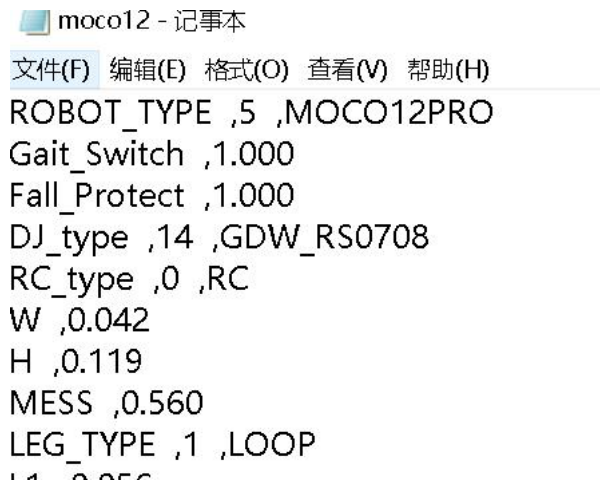 moco12 - 记事本
文件(F) 编辑(E) 格式(O) 查看(V) 帮助(H)
ROBOT_TYPE ,5 ,MOCO12PRO
Gait_Switch ,1.000
Fall_Protect ,1.000
DJ_type ,14 ,GDW_RS0708
RC_type ,0 ,RC
W ,0.042
H ,0.119
MESS ,0.560
LEG_TYPE ,1 ,LOOP